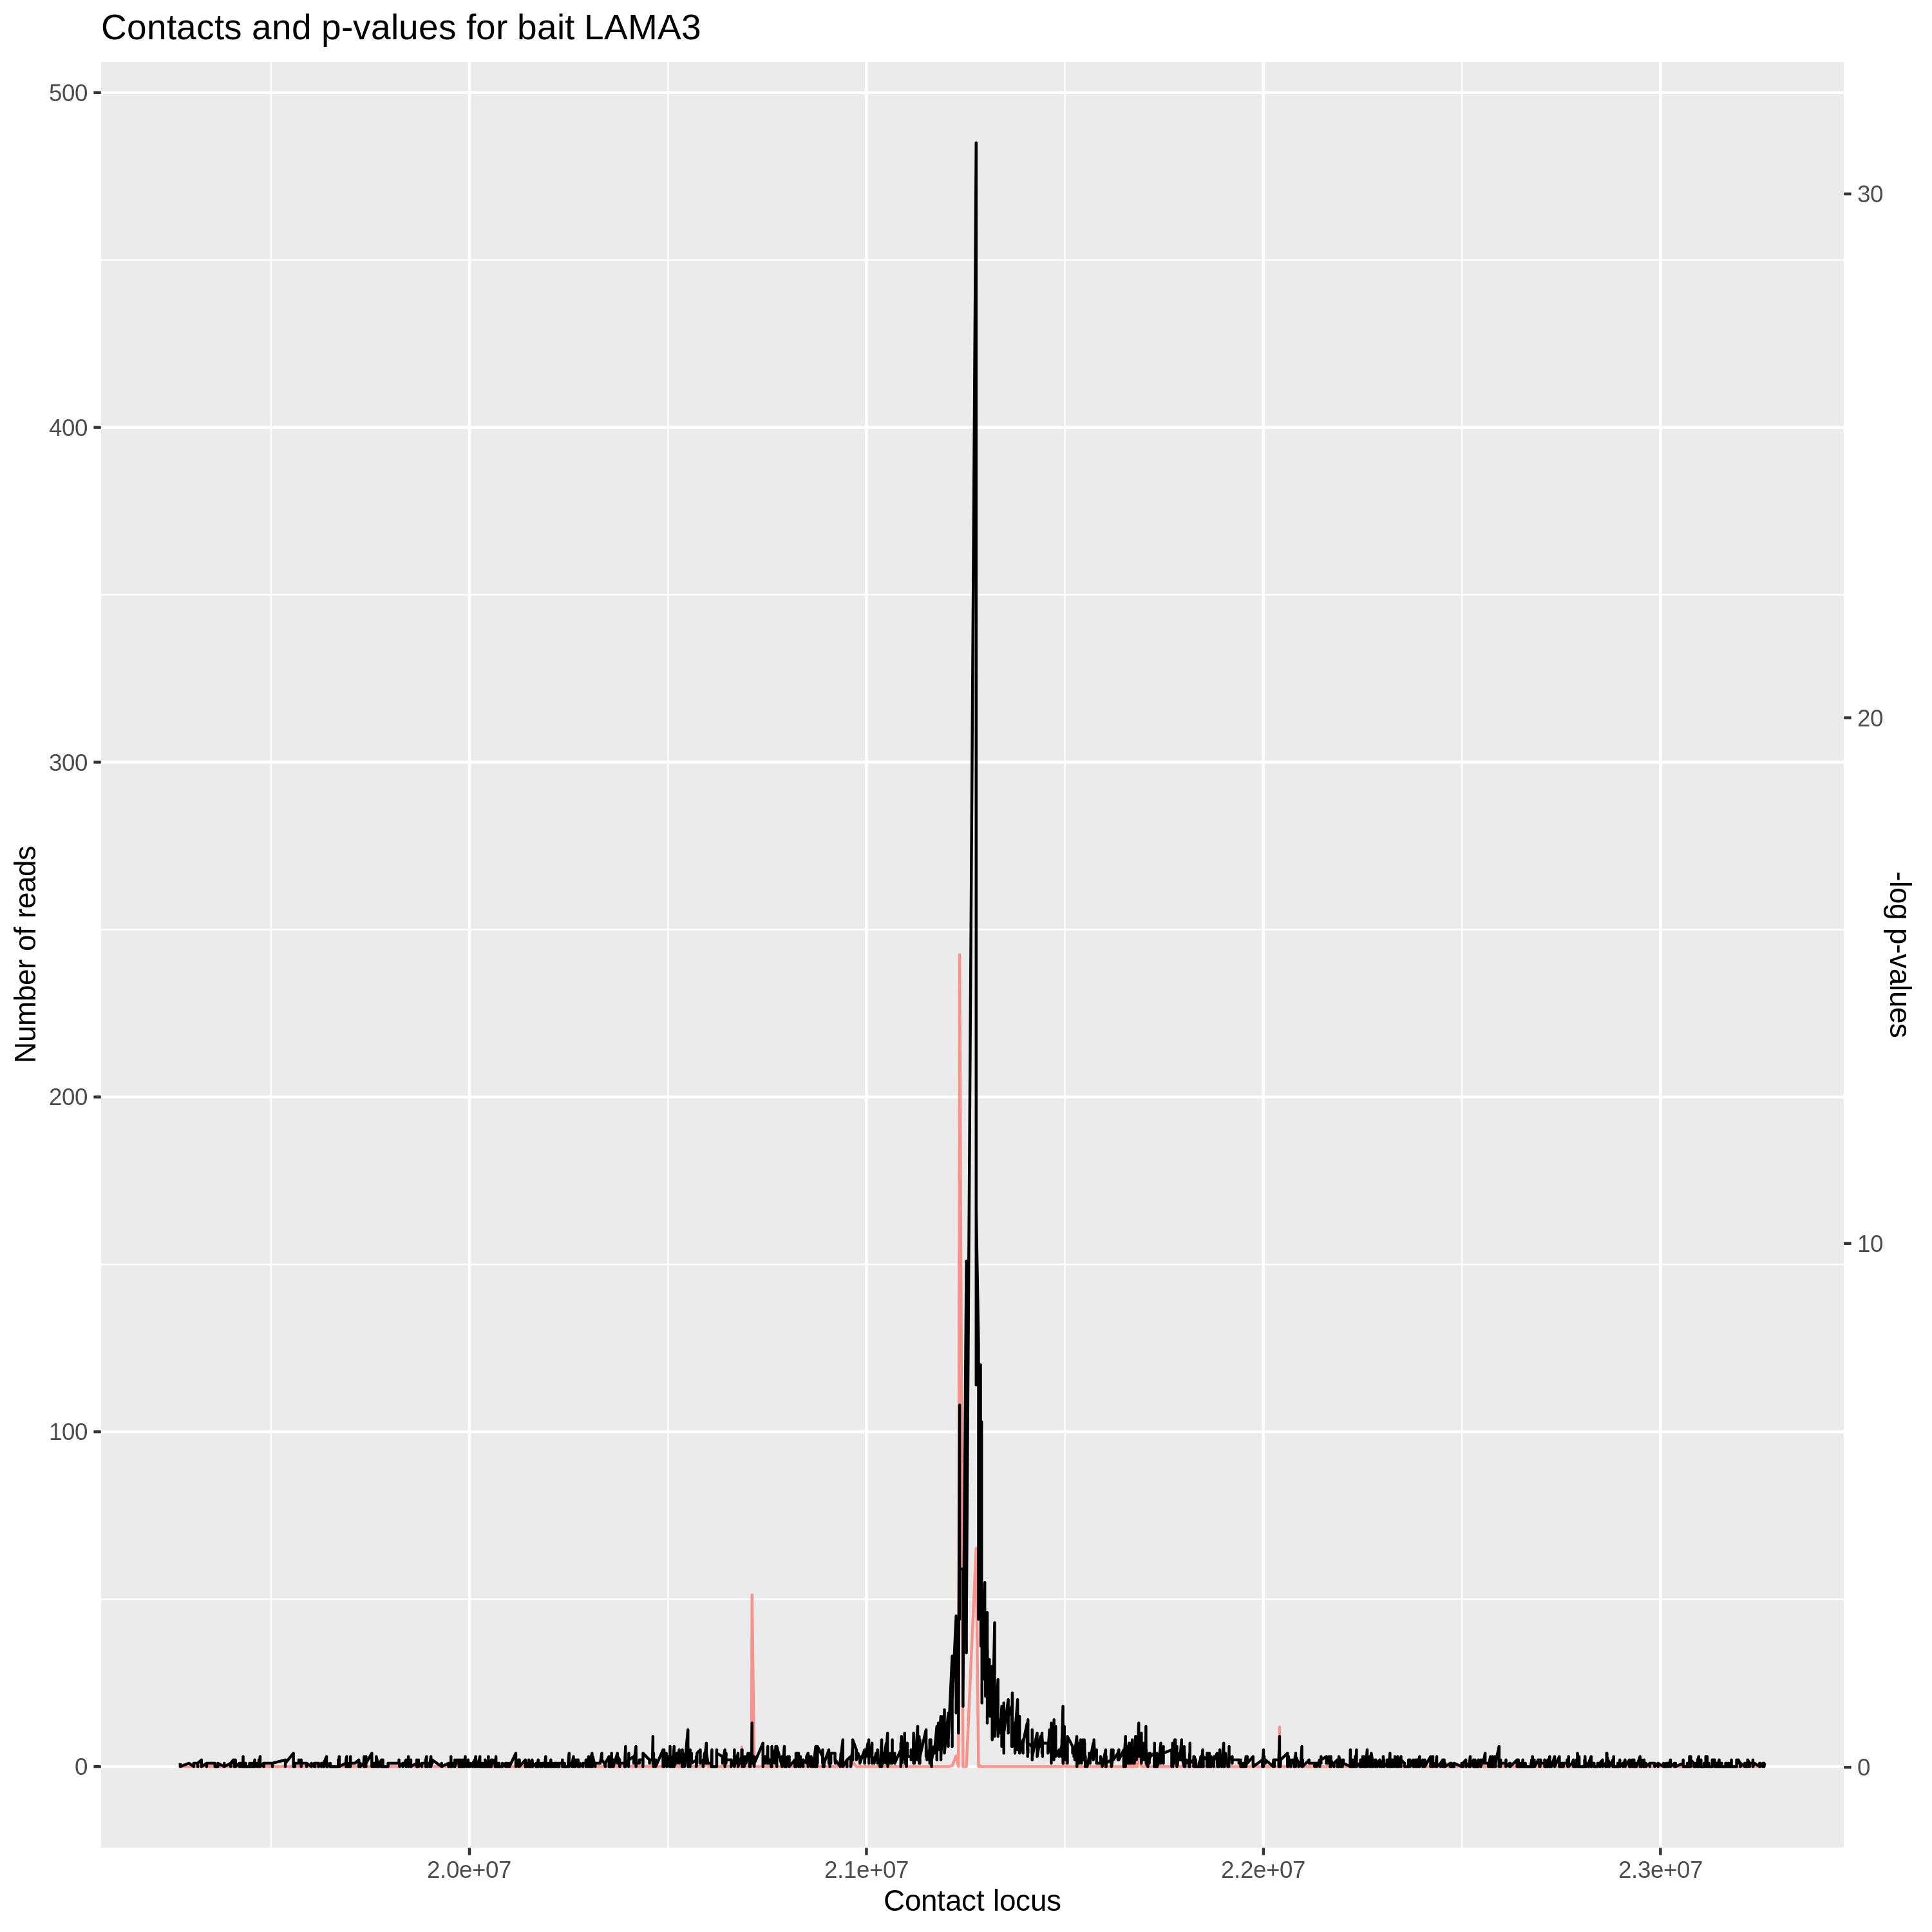 Contacts and p-values for bait LAMA3
500
400
300
200
100
0
Number of reads
30
20
10
0
-log p-values
2.0e+07
2.1e+07
2.2e+07
2.3e+07
Contact locus